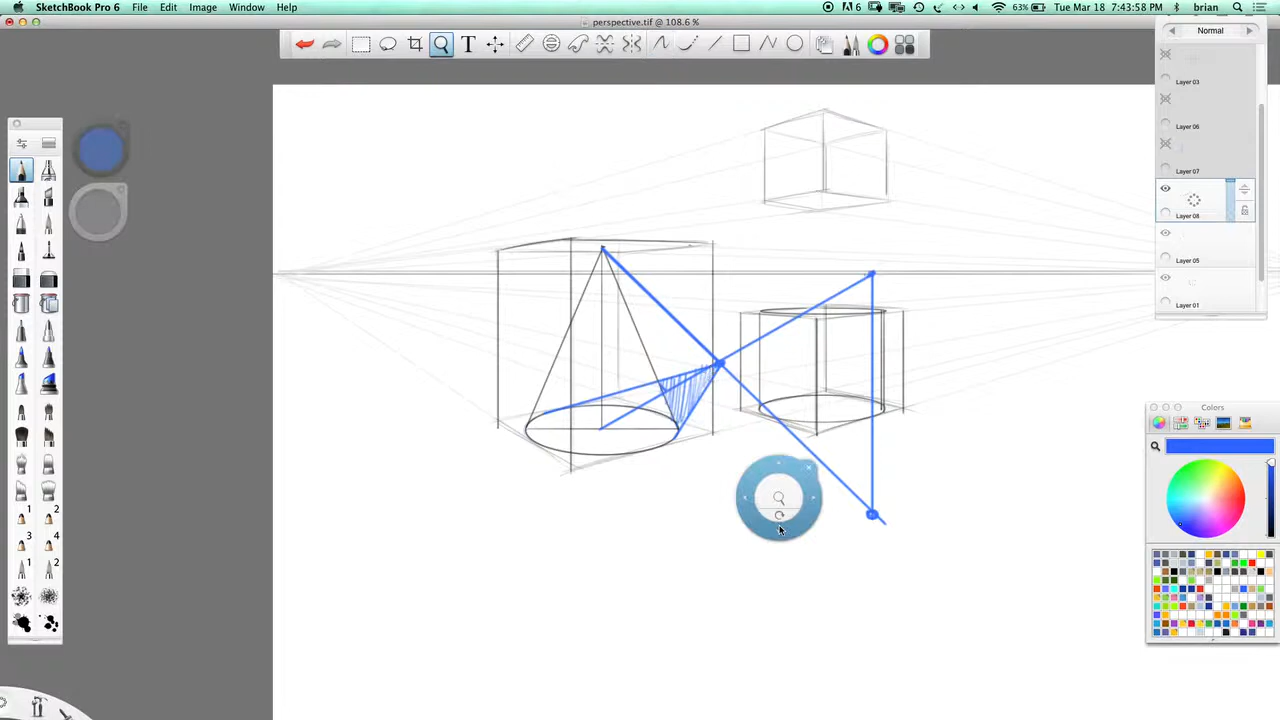 SketchBook Pro 6 File Edit Image Window Help 6 63% Tue Mar 18 7:43:58 PM brian
perspective.tif @ 108.6 %
T
Normal
Layer 03
Layer 06
Layer 07
Layer 08
Layer 05
Layer 01
Colors
1 2
3 4
1 1